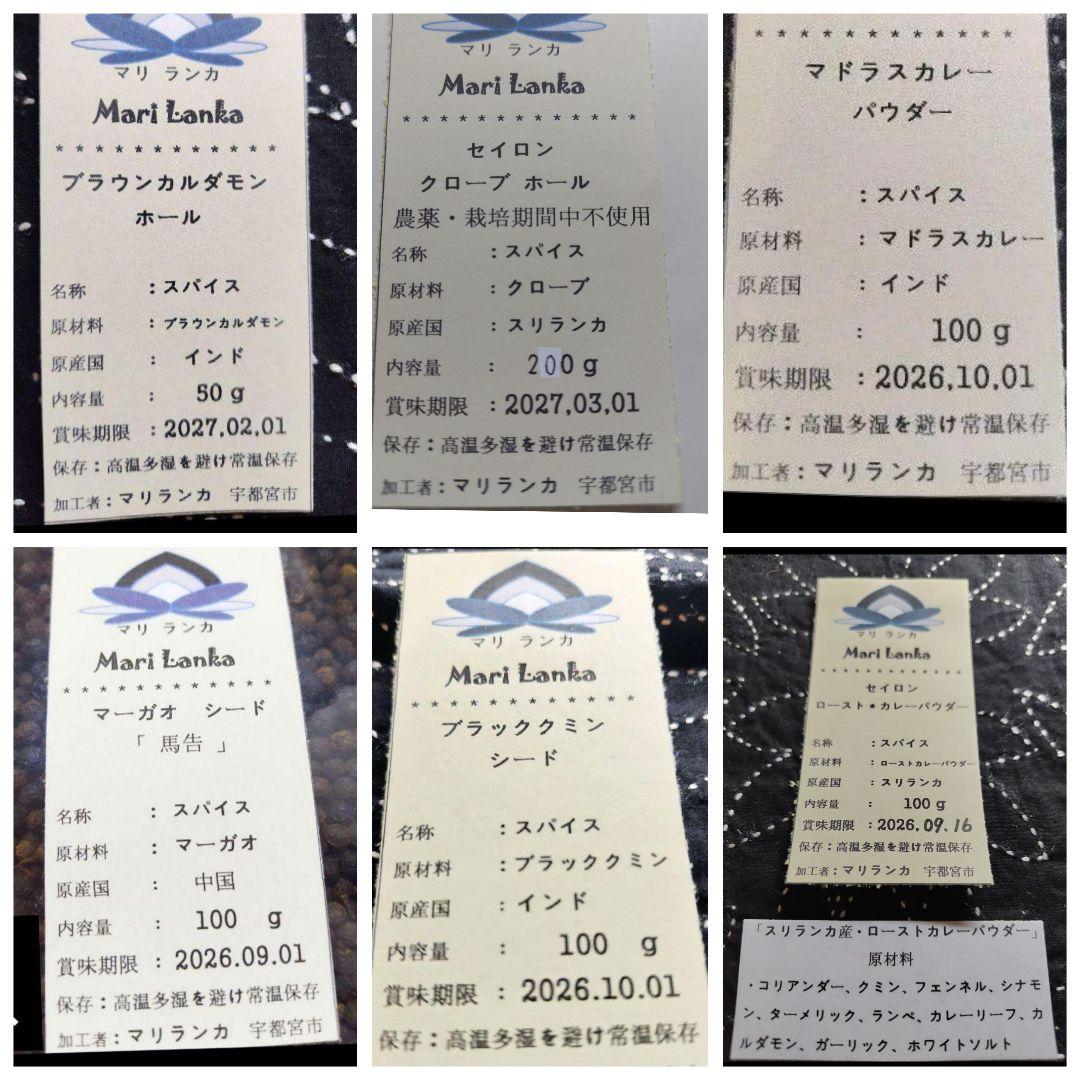 マリ ランカ
Mari Lanka
* * * * * * * * * * * *
ブラウンカルダモン
ホール
名称 : スパイス
原材料 : ブラウンカルダモン
原産国 : インド
内容量 : 50 g
賞味期限 : 2027.02.01
保存 : 高温多湿を避け常温保存
加工者 : マリランカ 宇都宮市
マリ ランカ
Mari Lanka
* * * * * * * * * * * * *
セイロン
クローブ ホール
農薬・栽培期間中不使用
名称 : スパイス
原材料 : クローブ
原産国 : スリランカ
内容量 : 200 g
賞味期限 : 2027.03.01
保存 : 高温多湿を避け常温保存
加工者 : マリランカ 宇都宮市
* * * * * * * * * * * *
マドラスカレー
パウダー
名称 : スパイス
原材料 : マドラスカレー
原産国 : インド
内容量 : 100 g
賞味期限 : 2026.10.01
保存 : 高温多湿を避け常温保存
加工者 : マリランカ 宇都宮市
マリ ランカ
Mari Lanka
* * * * * * * * * * * *
マーガオ シード
「 馬告 」
名称 : スパイス
原材料 : マーガオ
原産国 : 中国
内容量 : 100 g
賞味期限 : 2026.09.01
保存 : 高温多湿を避け常温保存
加工者 : マリランカ 宇都宮市
マリ ランカ
Mari Lanka
* * * * * * * * * * * *
ブラッククミン
シード
名称 : スパイス
原材料 : ブラッククミン
原産国 : インド
内容量 : 100 g
賞味期限 : 2026.10.01
保存 : 高温多湿を避け常温保存
マリ ランカ
Mari Lanka
* * * * * * * * * * * * *
セイロン
ロースト★カレーパウダー
名称 : スパイス
原材料 : ローストカレーパウダー
原産国 : スリランカ
内容量 : 100 g
賞味期限 : 2026.09.16
保存 : 高温多湿を避け常温保存
加工者 : マリランカ 宇都宮市
「スリランカ産・ローストカレーパウダー」
原材料
・コリアンダー、クミン、フェンネル、シナモ
ン、ターメリック、ランペ、カレーリーフ、カ
ルダモン、ガーリック、ホワイトソルト